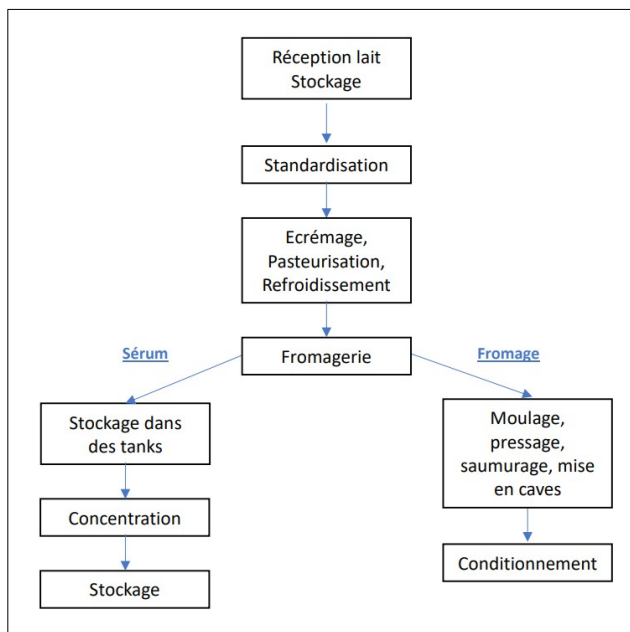 Réception lait
Stockage
Standardisation
Ecrémage,
Pasteurisation,
Refroidissement
Sérum
Fromagerie
Fromage
Stockage dans
des tanks
Concentration
Stockage
Moulage,
pressage,
saumurage, mise
en caves
Conditionnement